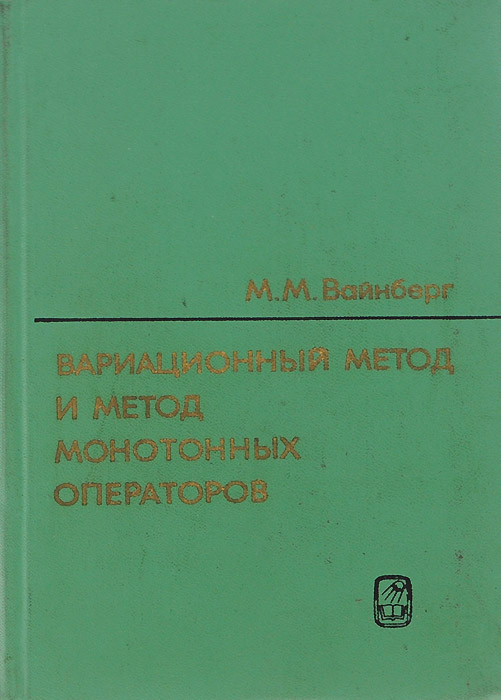 М.М. Вайнберг
ВАРИАЦИОННЫЙ МЕТОД
И МЕТОД
МОНОТОННЫХ
ОПЕРАТОРОВ